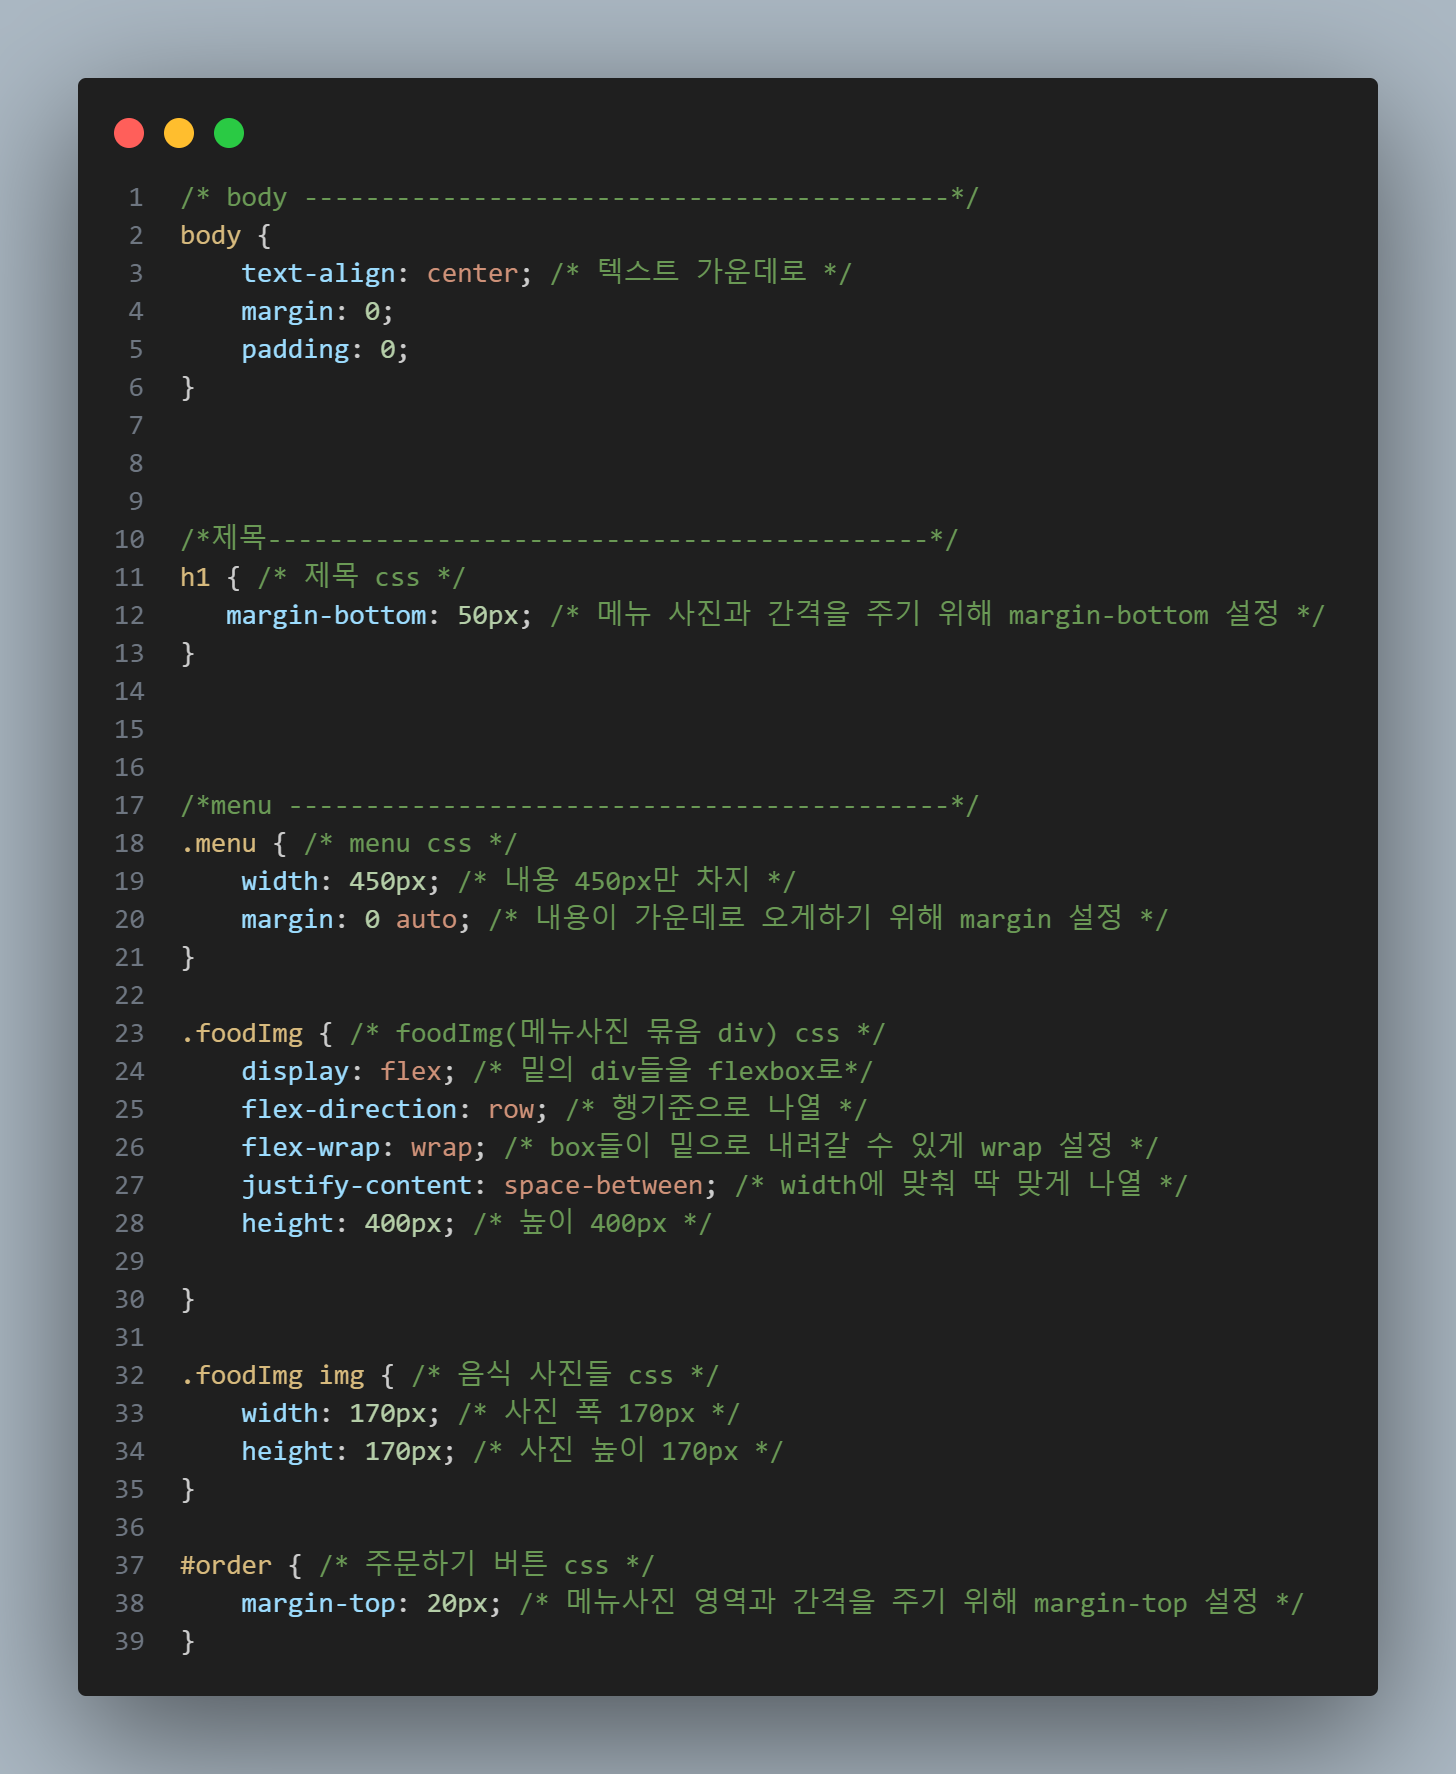 1 /* body ------------------------------------------*/
2 body {
3     text-align: center; /* 텍스트 가운데로 */
4     margin: 0;
5     padding: 0;
6 }
7
8
9
10 /*제목-------------------------------------------*/
11 h1 { /* 제목 css */
12    margin-bottom: 50px; /* 메뉴 사진과 간격을 주기 위해 margin-bottom 설정 */
13 }
14
15
16
17 /*menu -------------------------------------------*/
18 .menu { /* menu css */
19     width: 450px; /* 내용 450px만 차지 */
20     margin: 0 auto; /* 내용이 가운데로 오게하기 위해 margin 설정 */
21 }
22
23 .foodImg { /* foodImg(메뉴사진 묶음 div) css */
24     display: flex; /* 밑의 div들을 flexbox로*/
25     flex-direction: row; /* 행기준으로 나열 */
26     flex-wrap: wrap; /* box들이 밑으로 내려갈 수 있게 wrap 설정 */
27     justify-content: space-between; /* width에 맞춰 딱 맞게 나열 */
28     height: 400px; /* 높이 400px */
29
30 }
31
32 .foodImg img { /* 음식 사진들 css */
33     width: 170px; /* 사진 폭 170px */
34     height: 170px; /* 사진 높이 170px */
35 }
36
37 #order { /* 주문하기 버튼 css */
38     margin-top: 20px; /* 메뉴사진 영역과 간격을 주기 위해 margin-top 설정 */
39 }